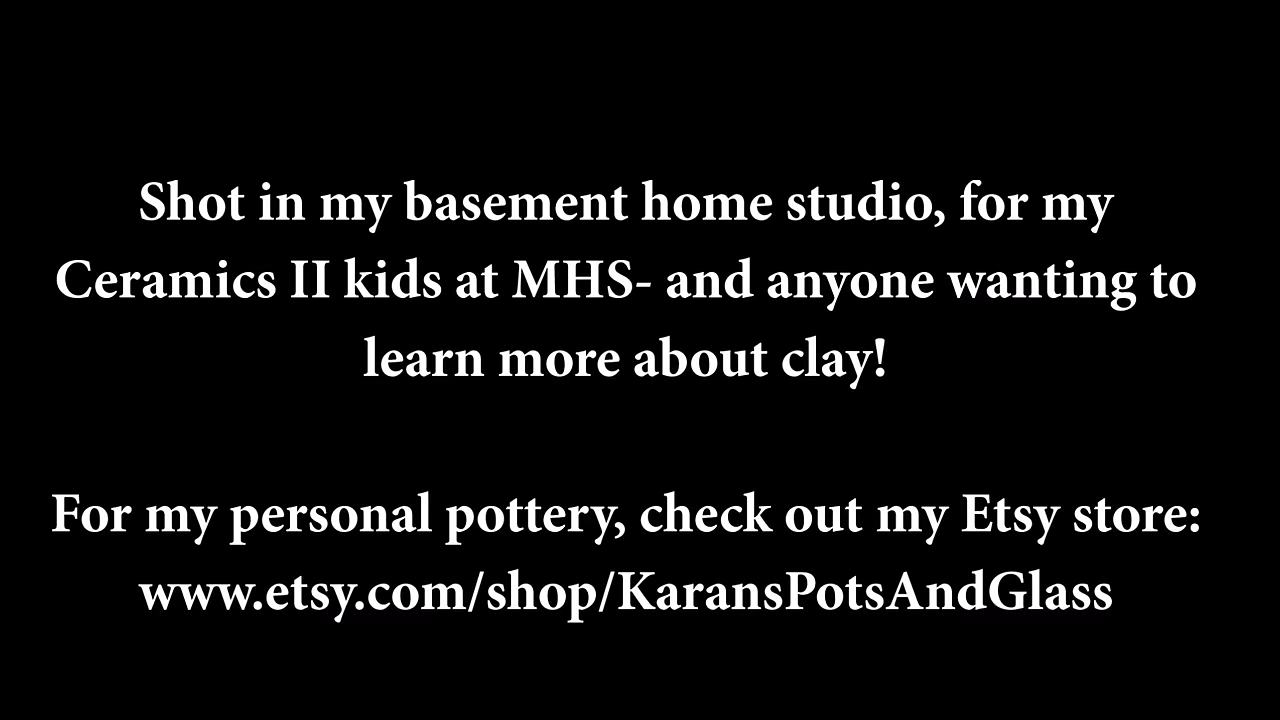 Shot in my basement home studio, for my
Ceramics II kids at MHS- and anyone wanting to
learn more about clay!
For my personal pottery, check out my Etsy store:
www.etsy.com/shop/KaransPotsAndGlass